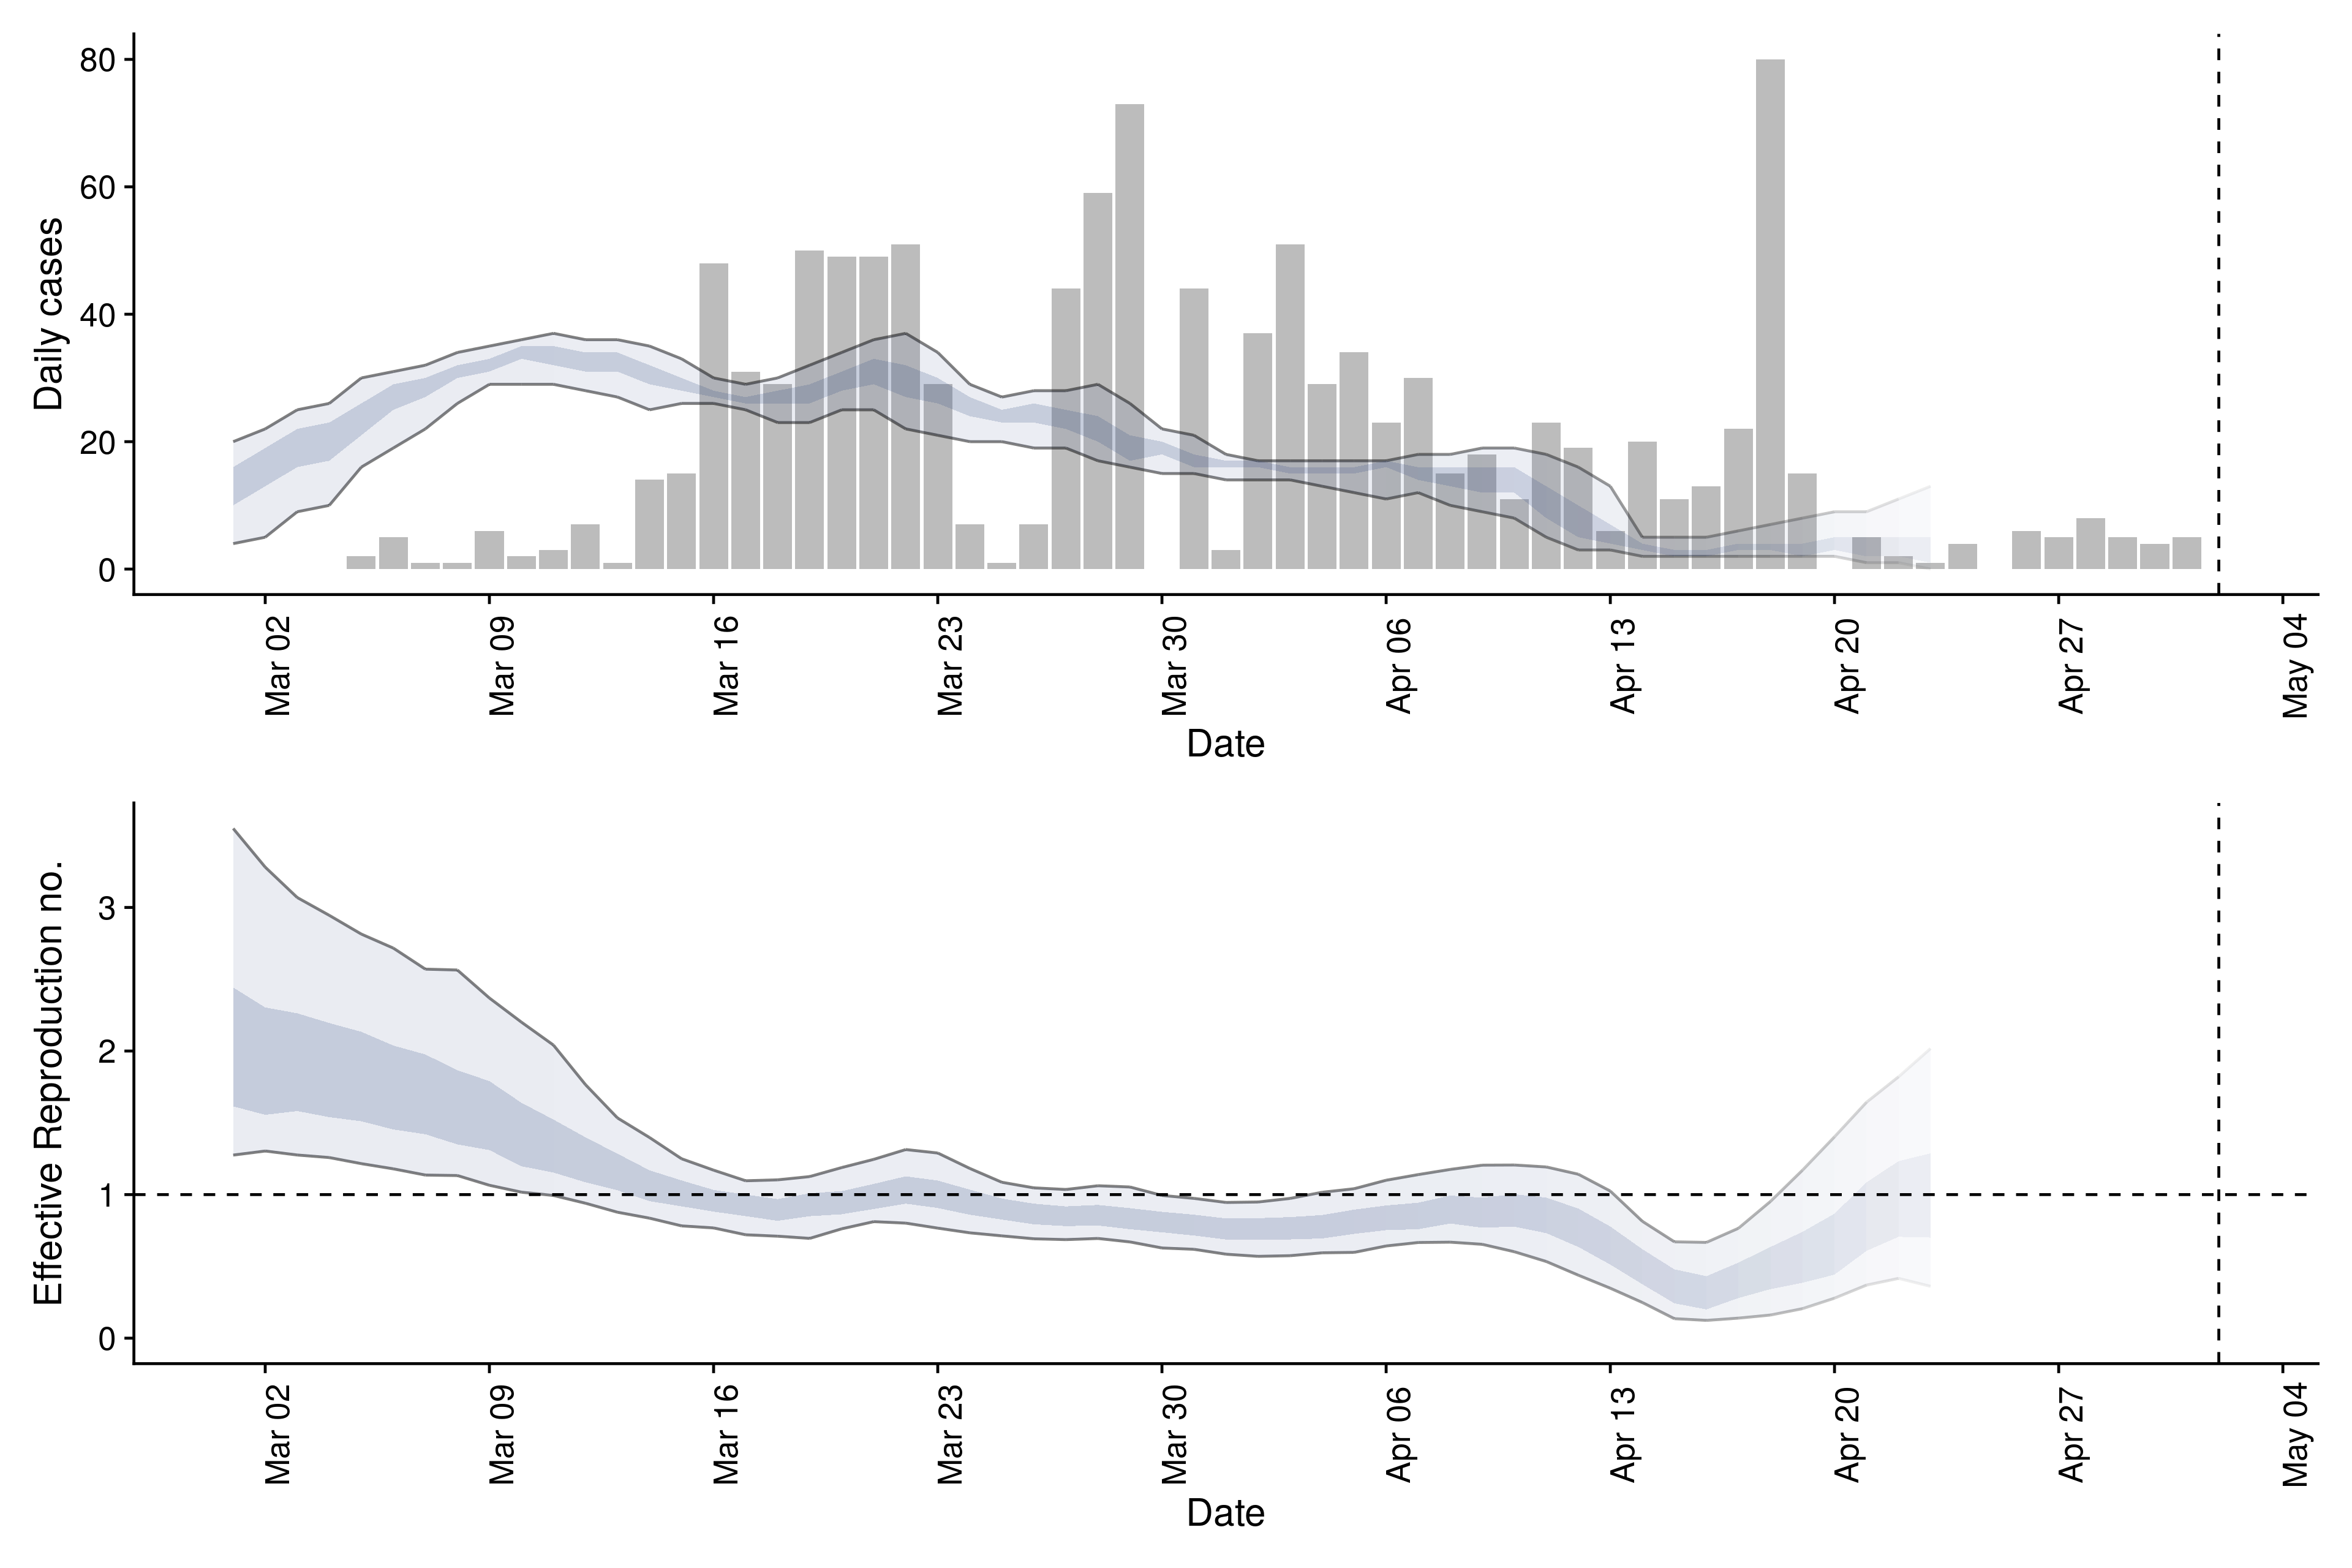 Daily cases
80
60
40
20
0
Mar 02
Mar 09
Mar 16
Mar 23
Mar 30
Apr 06
Apr 13
Apr 20
Apr 27
May 04
Date
Effective Reproduction no.
3
2
1
0
Mar 02
Mar 09
Mar 16
Mar 23
Mar 30
Apr 06
Apr 13
Apr 20
Apr 27
May 04
Date